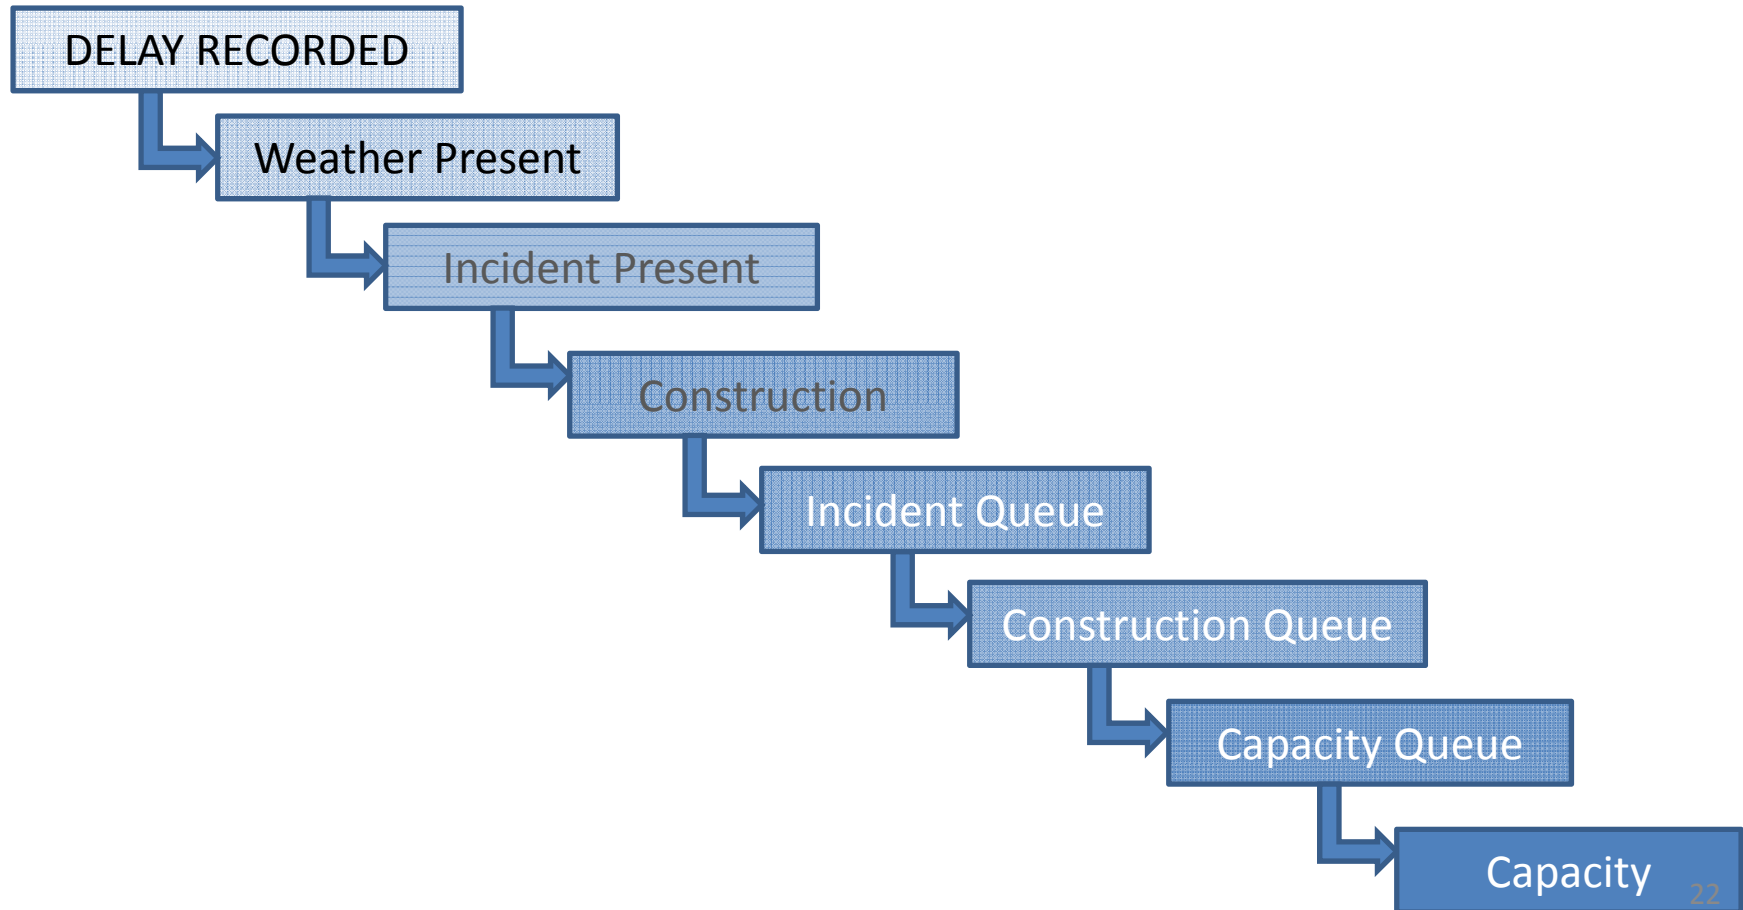 DELAY RECORDED
Weather Present
Incident Present
Construction
Incident Queue
Construction Queue
Capacity Queue
Capacity
22